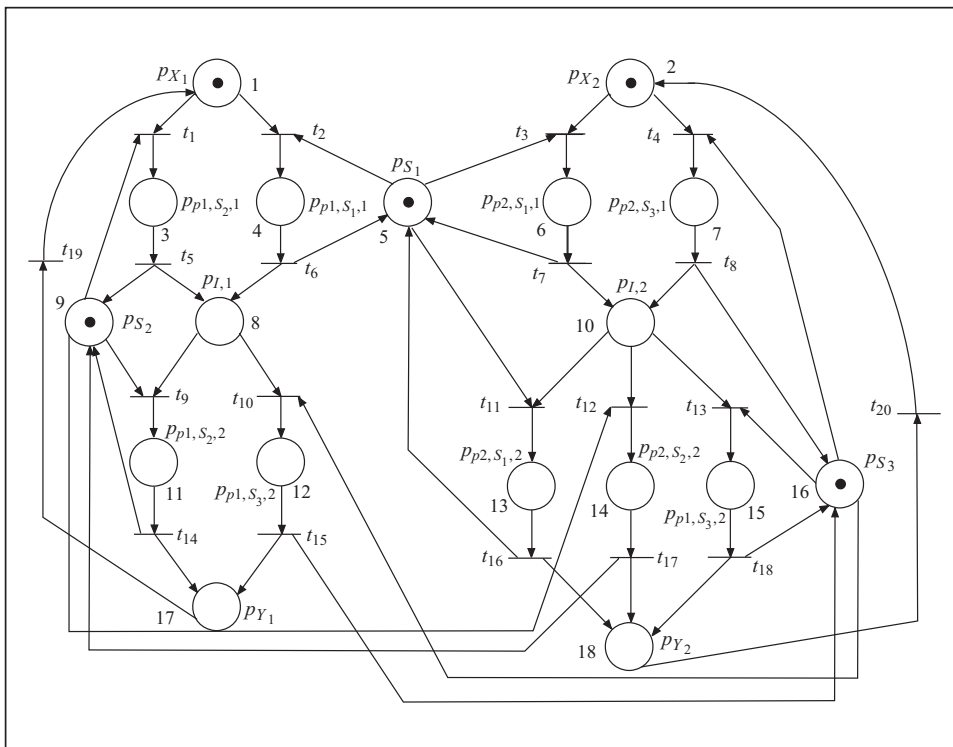 p_{X_1} 1 p_{X_2} 2
t_1 t_2 t_3 t_4
p_{S_1}
p_{p1,S_2,1} p_{p1,S_1,1} p_{p2,S_1,1} p_{p2,S_3,1}
3 4 5 6 7
t_{19} t_5 t_6 t_7 t_8
p_{I,1} p_{I,2}
9 p_{S_2} 8 10
t_9 t_{10} t_{11} t_{12} t_{13} t_{20}
p_{p1,S_2,2} p_{p2,S_1,2} p_{p2,S_2,2} p_{S_3}
p_{p1,S_3,2} p_{p1,S_3,2}
11 12 13 14 15 16
t_{14} t_{15} t_{16} t_{17} t_{18}
17 p_{Y_1}
18 p_{Y_2}